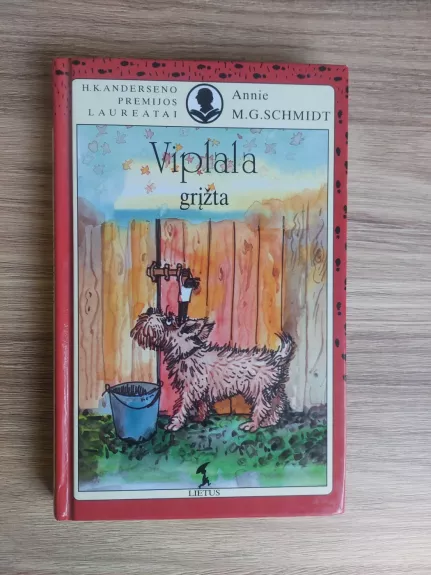 H.K.ANDERSENO
PREMIJOS
LAUREATAI
Annie
M.G.SCHMIDT
Viplala
grįžta
LIETUS